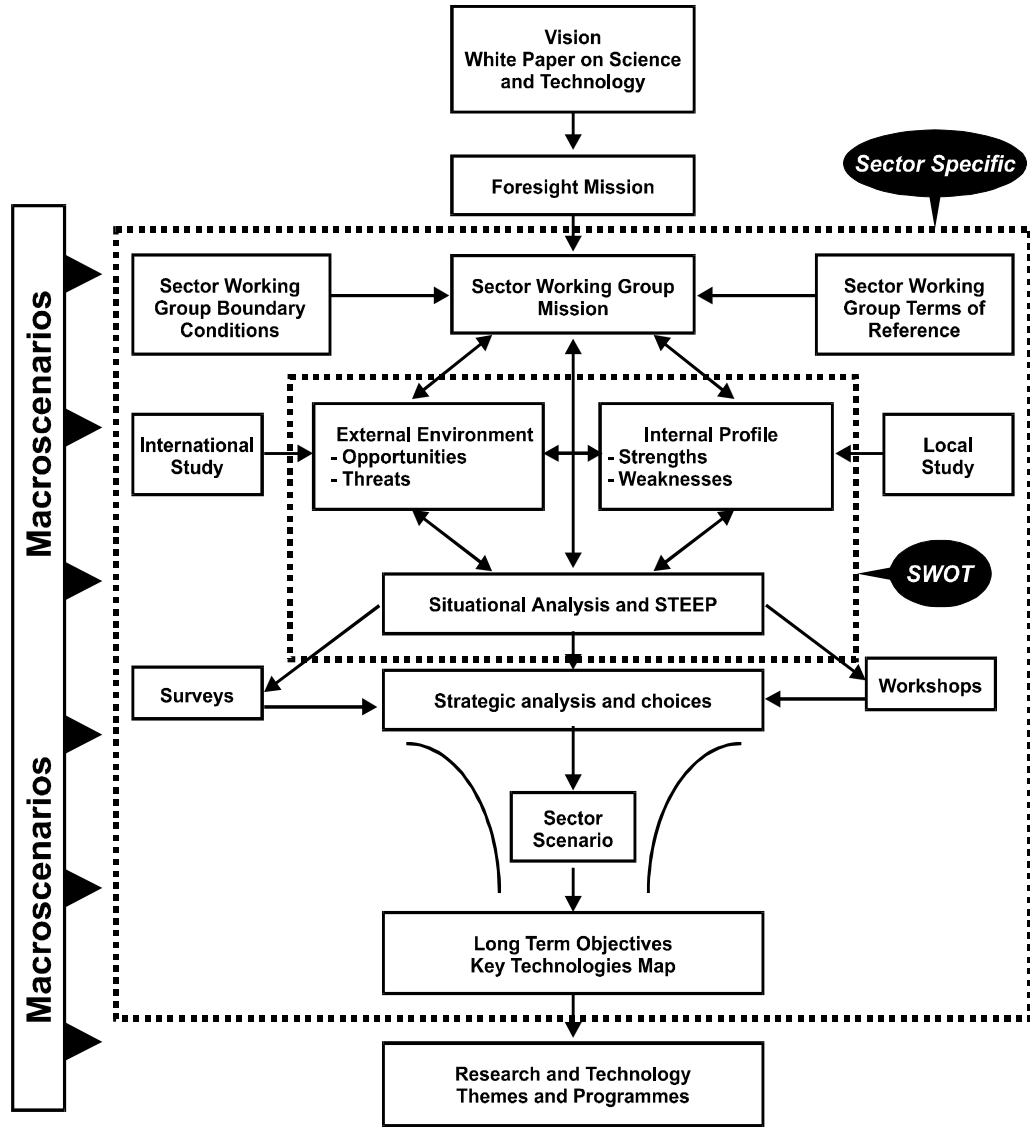 Vision
White Paper on Science
and Technology
Sector Specific
Foresight Mission
Macroscenarios
Macroscenarios
Sector Working
Group Boundary
Conditions
Sector Working Group
Mission
Sector Working
Group Terms of
Reference
International
Study
External Environment
- Opportunities
- Threats
Internal Profile
- Strengths
- Weaknesses
Local
Study
SWOT
Situational Analysis and STEEP
Surveys
Strategic analysis and choices
Workshops
Sector
Scenario
Long Term Objectives
Key Technologies Map
Research and Technology
Themes and Programmes